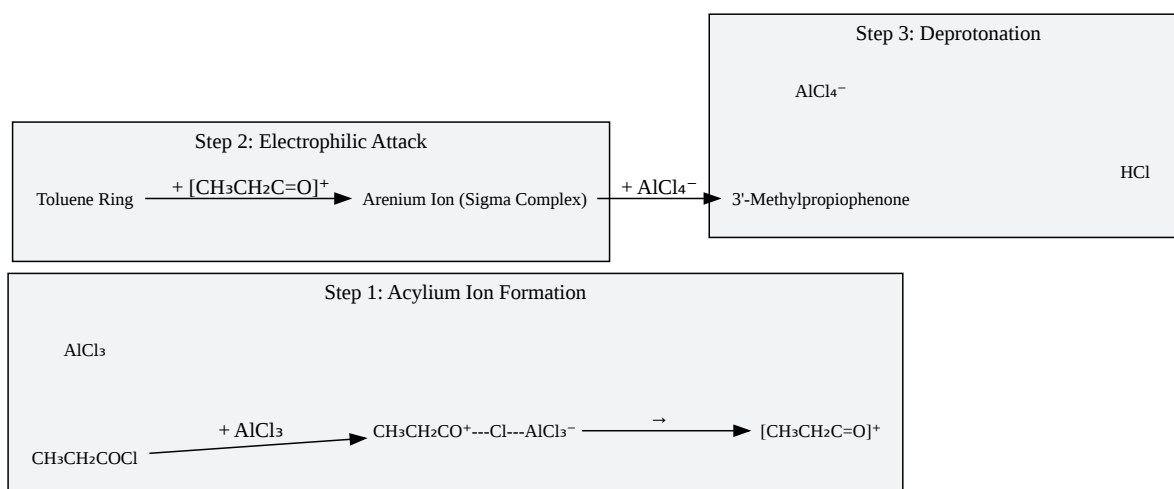 Step 3: Deprotonation
AlCl₄⁻
HCl
3'-Methylpropiophenone
Step 2: Electrophilic Attack
Toluene Ring
+ [CH₃CH₂C=O]⁺
Arenium Ion (Sigma Complex)
+ AlCl₄⁻
Step 1: Acylium Ion Formation
AlCl₃
CH₃CH₂COCl
+ AlCl₃
CH₃CH₂CO⁺---Cl---AlCl₃⁻
→
[CH₃CH₂C=O]⁺